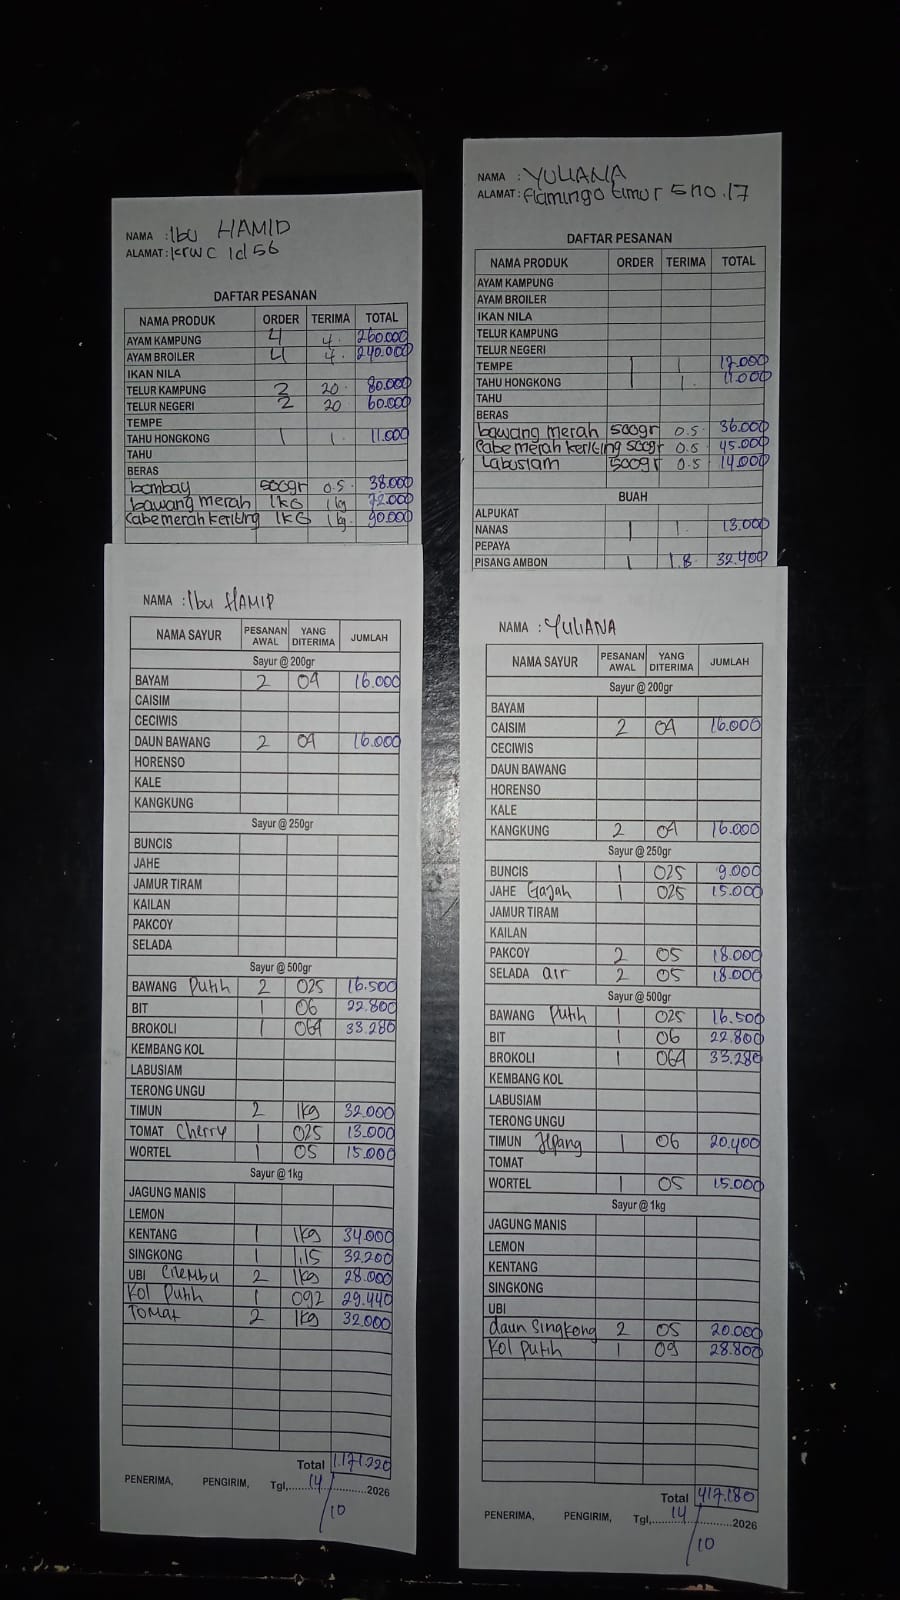 NAMA : Ibu HAMID
ALAMAT : krwc 1d 56
DAFTAR PESANAN
NAMA PRODUK ORDER TERIMA TOTAL
AYAM KAMPUNG 4 4. 260.000
AYAM BROILER 4 4. 240.000
IKAN NILA
TELUR KAMPUNG 2 20. 80.000
TELUR NEGERI 2 20 60.000
TEMPE
TAHU HONGKONG 1 1. 11.000
TAHU
BERAS
bombay 500gr 0.5. 38.000
bawang merah 1KG 1kg 72.000
Cabe merah keriting 1KG 1kg. 90.000
NAMA : Ibu HAMID
NAMA SAYUR PESANAN AWAL YANG DITERIMA JUMLAH
Sayur @ 200gr
BAYAM 2 04 16.000
CAISIM
CECIWIS
DAUN BAWANG 2 04 16.000
HORENSO
KALE
KANGKUNG
Sayur @ 250gr
BUNCIS
JAHE
JAMUR TIRAM
KAILAN
PAKCOY
SELADA
Sayur @ 500gr
BAWANG Putih 2 025 16.500
BIT 1 06 22.800
BROKOLI 1 064 33.280
KEMBANG KOL
LABUSIAM
TERONG UNGU
TIMUN 2 1kg 32.000
TOMAT Cherry 1 025 13.000
WORTEL 1 05 15.000
Sayur @ 1kg
JAGUNG MANIS
LEMON
KENTANG 1 1kg 34.000
SINGKONG 1 1,15 32.200
UBI Cilembu 2 1kg 28.000
Kol Putih 1 092 29.440
TOMAT 2 1kg 32.000
Total 1.171.220
PENERIMA, PENGIRIM, Tgl,..... 14/10 .....2026
NAMA : YULIANA
ALAMAT : flamingo timur 5 no.17
DAFTAR PESANAN
NAMA PRODUK ORDER TERIMA TOTAL
AYAM KAMPUNG
AYAM BROILER
IKAN NILA
TELUR KAMPUNG
TELUR NEGERI
TEMPE 1 1 17.000
TAHU HONGKONG 1 1. 11.000
TAHU
BERAS
bawang merah 500gr 0.5. 36.000
Cabe merah keriting 500gr 0.5 45.000
Labusiam 500gr 0.5 14.000
BUAH
ALPUKAT
NANAS 1 1. 13.000
PEPAYA
PISANG AMBON 1 1.8. 32.400
NAMA : YULIANA
NAMA SAYUR PESANAN AWAL YANG DITERIMA JUMLAH
Sayur @ 200gr
BAYAM
CAISIM 2 04 16.000
CECIWIS
DAUN BAWANG
HORENSO
KALE
KANGKUNG 2 04 16.000
Sayur @ 250gr
BUNCIS 1 025 9.000
JAHE Gajah 1 025 15.000
JAMUR TIRAM
KAILAN
PAKCOY 2 05 18.000
SELADA air 2 05 18.000
Sayur @ 500gr
BAWANG Putih 1 025 16.500
BIT 1 06 22.800
BROKOLI 1 064 33.280
KEMBANG KOL
LABUSIAM
TERONG UNGU
TIMUN Jpang 1 06 20.400
TOMAT
WORTEL 1 05 15.000
Sayur @ 1kg
JAGUNG MANIS
LEMON
KENTANG
SINGKONG
UBI
daun Singkong 2 05 20.000
Kol Putih 1 09 28.800
Total 417.180
PENERIMA, PENGIRIM, Tgl,..... 14/10 .....2026